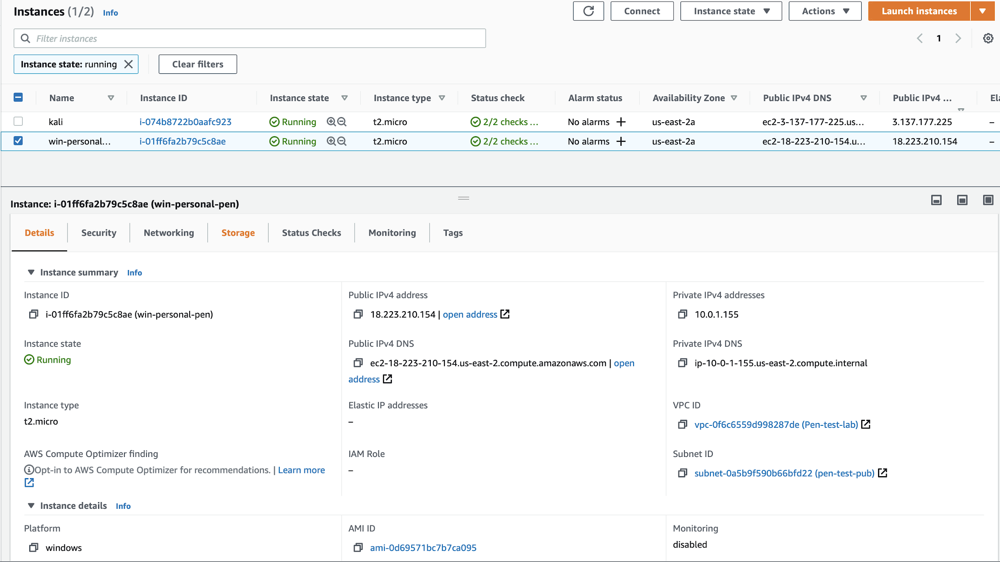 Instances (1/2) Info
Connect
Instance state
Actions
Launch instances
Filter instances
1
Instance state: running
Clear filters
Name Instance ID Instance state Instance type Status check Alarm status Availability Zone Public IPv4 DNS Public IPv4 ... Ela
kali i-074b8722b0aafc923 Running t2.micro 2/2 checks ... No alarms us-east-2a ec2-3-137-177-225.us... 3.137.177.225 –
win-personal... i-01ff6fa2b79c5c8ae Running t2.micro 2/2 checks ... No alarms us-east-2a ec2-18-223-210-154.u... 18.223.210.154 –
Instance: i-01ff6fa2b79c5c8ae (win-personal-pen)
Details Security Networking Storage Status Checks Monitoring Tags
Instance summary Info
Instance ID
i-01ff6fa2b79c5c8ae (win-personal-pen)
Public IPv4 address
18.223.210.154 | open address
Private IPv4 addresses
10.0.1.155
Instance state
Running
Public IPv4 DNS
ec2-18-223-210-154.us-east-2.compute.amazonaws.com | open
address
Private IPv4 DNS
ip-10-0-1-155.us-east-2.compute.internal
Instance type
t2.micro
Elastic IP addresses
–
VPC ID
vpc-0f6c6559d998287de (Pen-test-lab)
AWS Compute Optimizer finding
Opt-in to AWS Compute Optimizer for recommendations. | Learn more
IAM Role
–
Subnet ID
subnet-0a5b9f590b66bfd22 (pen-test-pub)
Instance details Info
Platform
windows
AMI ID
ami-0d69571bc7b7ca095
Monitoring
disabled